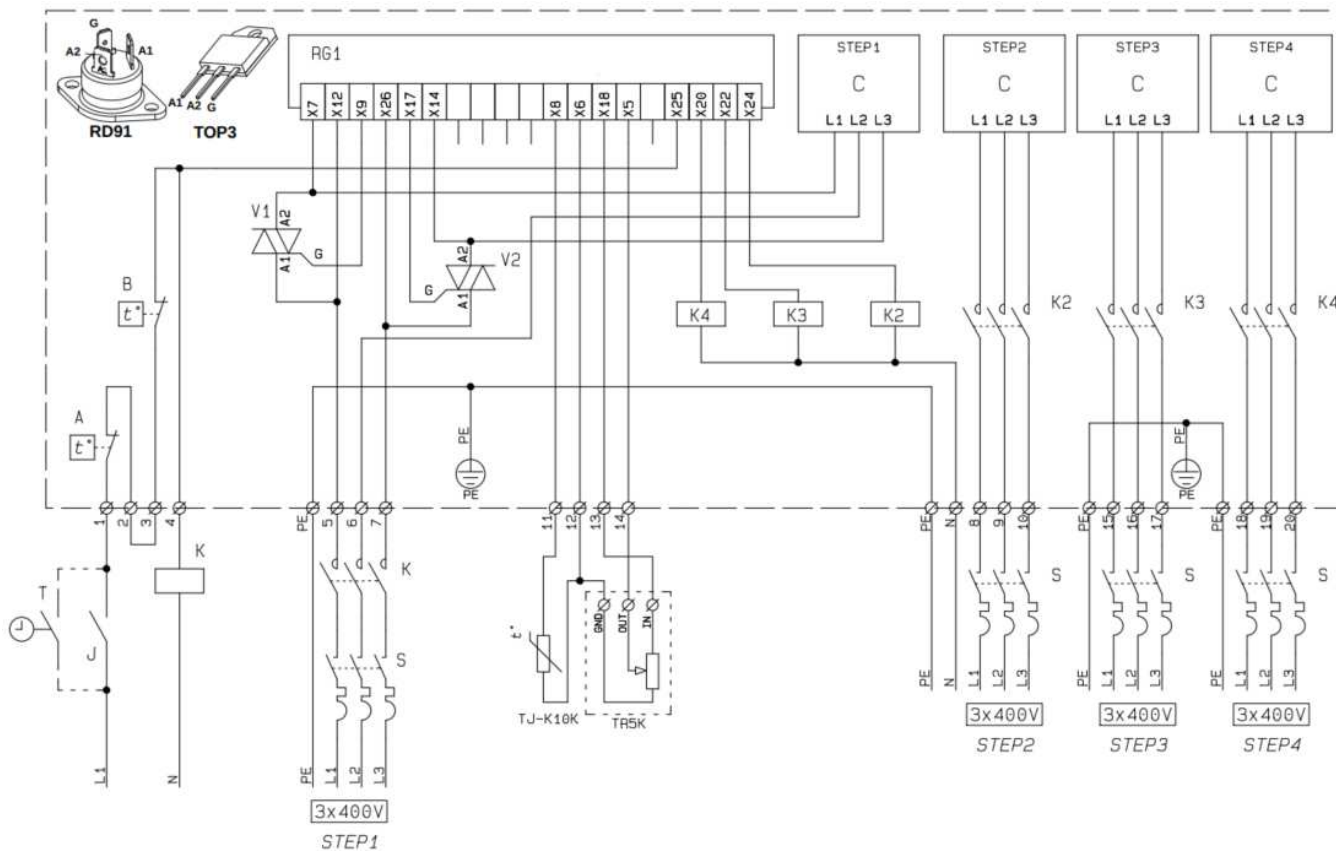 G
A2
A1
RD91
A1 A2 G
TOP3
RG1
X7 X12 X9 X26 X17 X14 X8 X6 X18 X5 X25 X20 X22 X24
STEP1
C
L1 L2 L3
STEP2
C
L1 L2 L3
STEP3
C
L1 L2 L3
STEP4
C
L1 L2 L3
V1
A2
A1
G
V2
A2
A1
G
B
t°
A
t°
K4
K3
K2
K2
K3
K4
PE
PE
PE
PE
1 2 3 4 PE 5 6 7 11 12 13 14 PE N 8 9 10 PE 15 16 17 PE 18 19 20
T
J
K
K
S
t°
TJ-K10K
GND OUT IN
TR5K
S
S
S
L1
N
PE L1 L2 L3
3x400V
STEP1
PE N L1 L2 L3
3x400V
STEP2
PE L1 L2 L3
3x400V
STEP3
PE L1 L2 L3
3x400V
STEP4